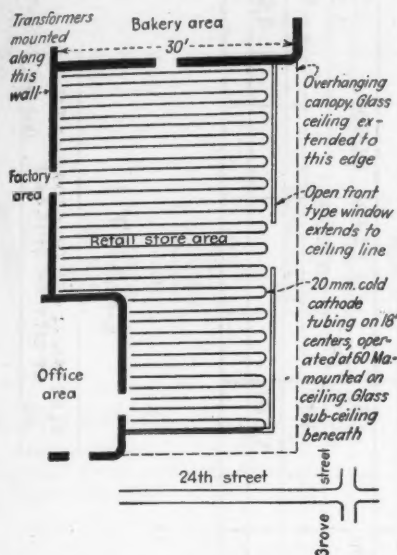 Transformers
mounted
along
this
wall
Bakery area
30'
Overhanging
canopy. Glass
ceiling ex-
tended to
this edge
Factory
area
Open front
type window
extends to
ceiling line
Retail store area
20 mm. cold
cathode
tubing on 18"
centers, oper-
ated at 60 Ma-
mounted on
ceiling. Glass
sub-ceiling
beneath
Office
area
24th street
Grove street